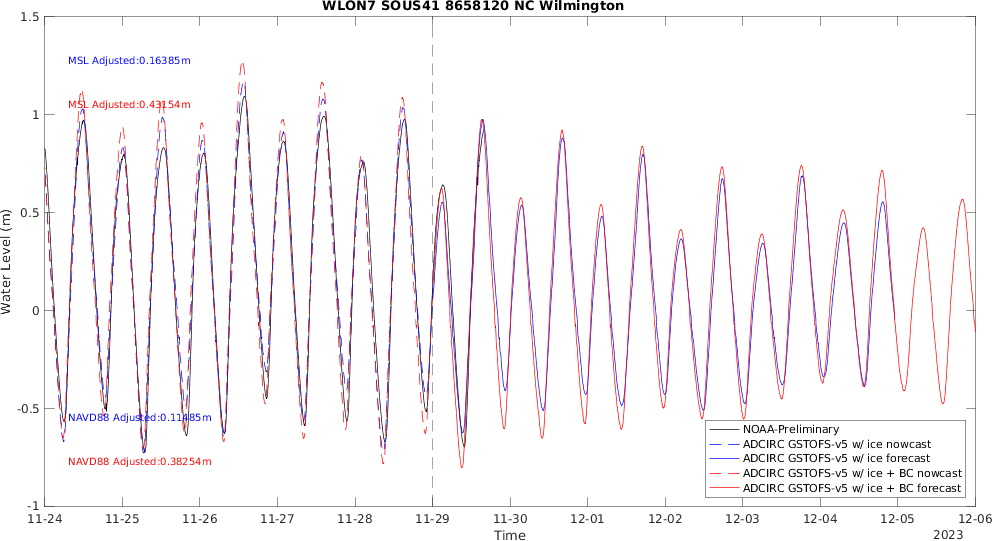 WLON7 SOUS41 8658120 NC Wilmington
1.5
MSL Adjusted:0.16385m
MSL Adjusted:0.43154m
1
0.5
Water Level (m)
0
-0.5
NAVD88 Adjusted:0.11485m
NAVD88 Adjusted:0.38254m
-1
NOAA-Preliminary
ADCIRC GSTOFS-v5 w/ ice nowcast
ADCIRC GSTOFS-v5 w/ ice forecast
ADCIRC GSTOFS-v5 w/ ice + BC nowcast
ADCIRC GSTOFS-v5 w/ ice + BC forecast
11-24 11-25 11-26 11-27 11-28 11-29 11-30 12-01 12-02 12-03 12-04 12-05 12-06
Time
2023